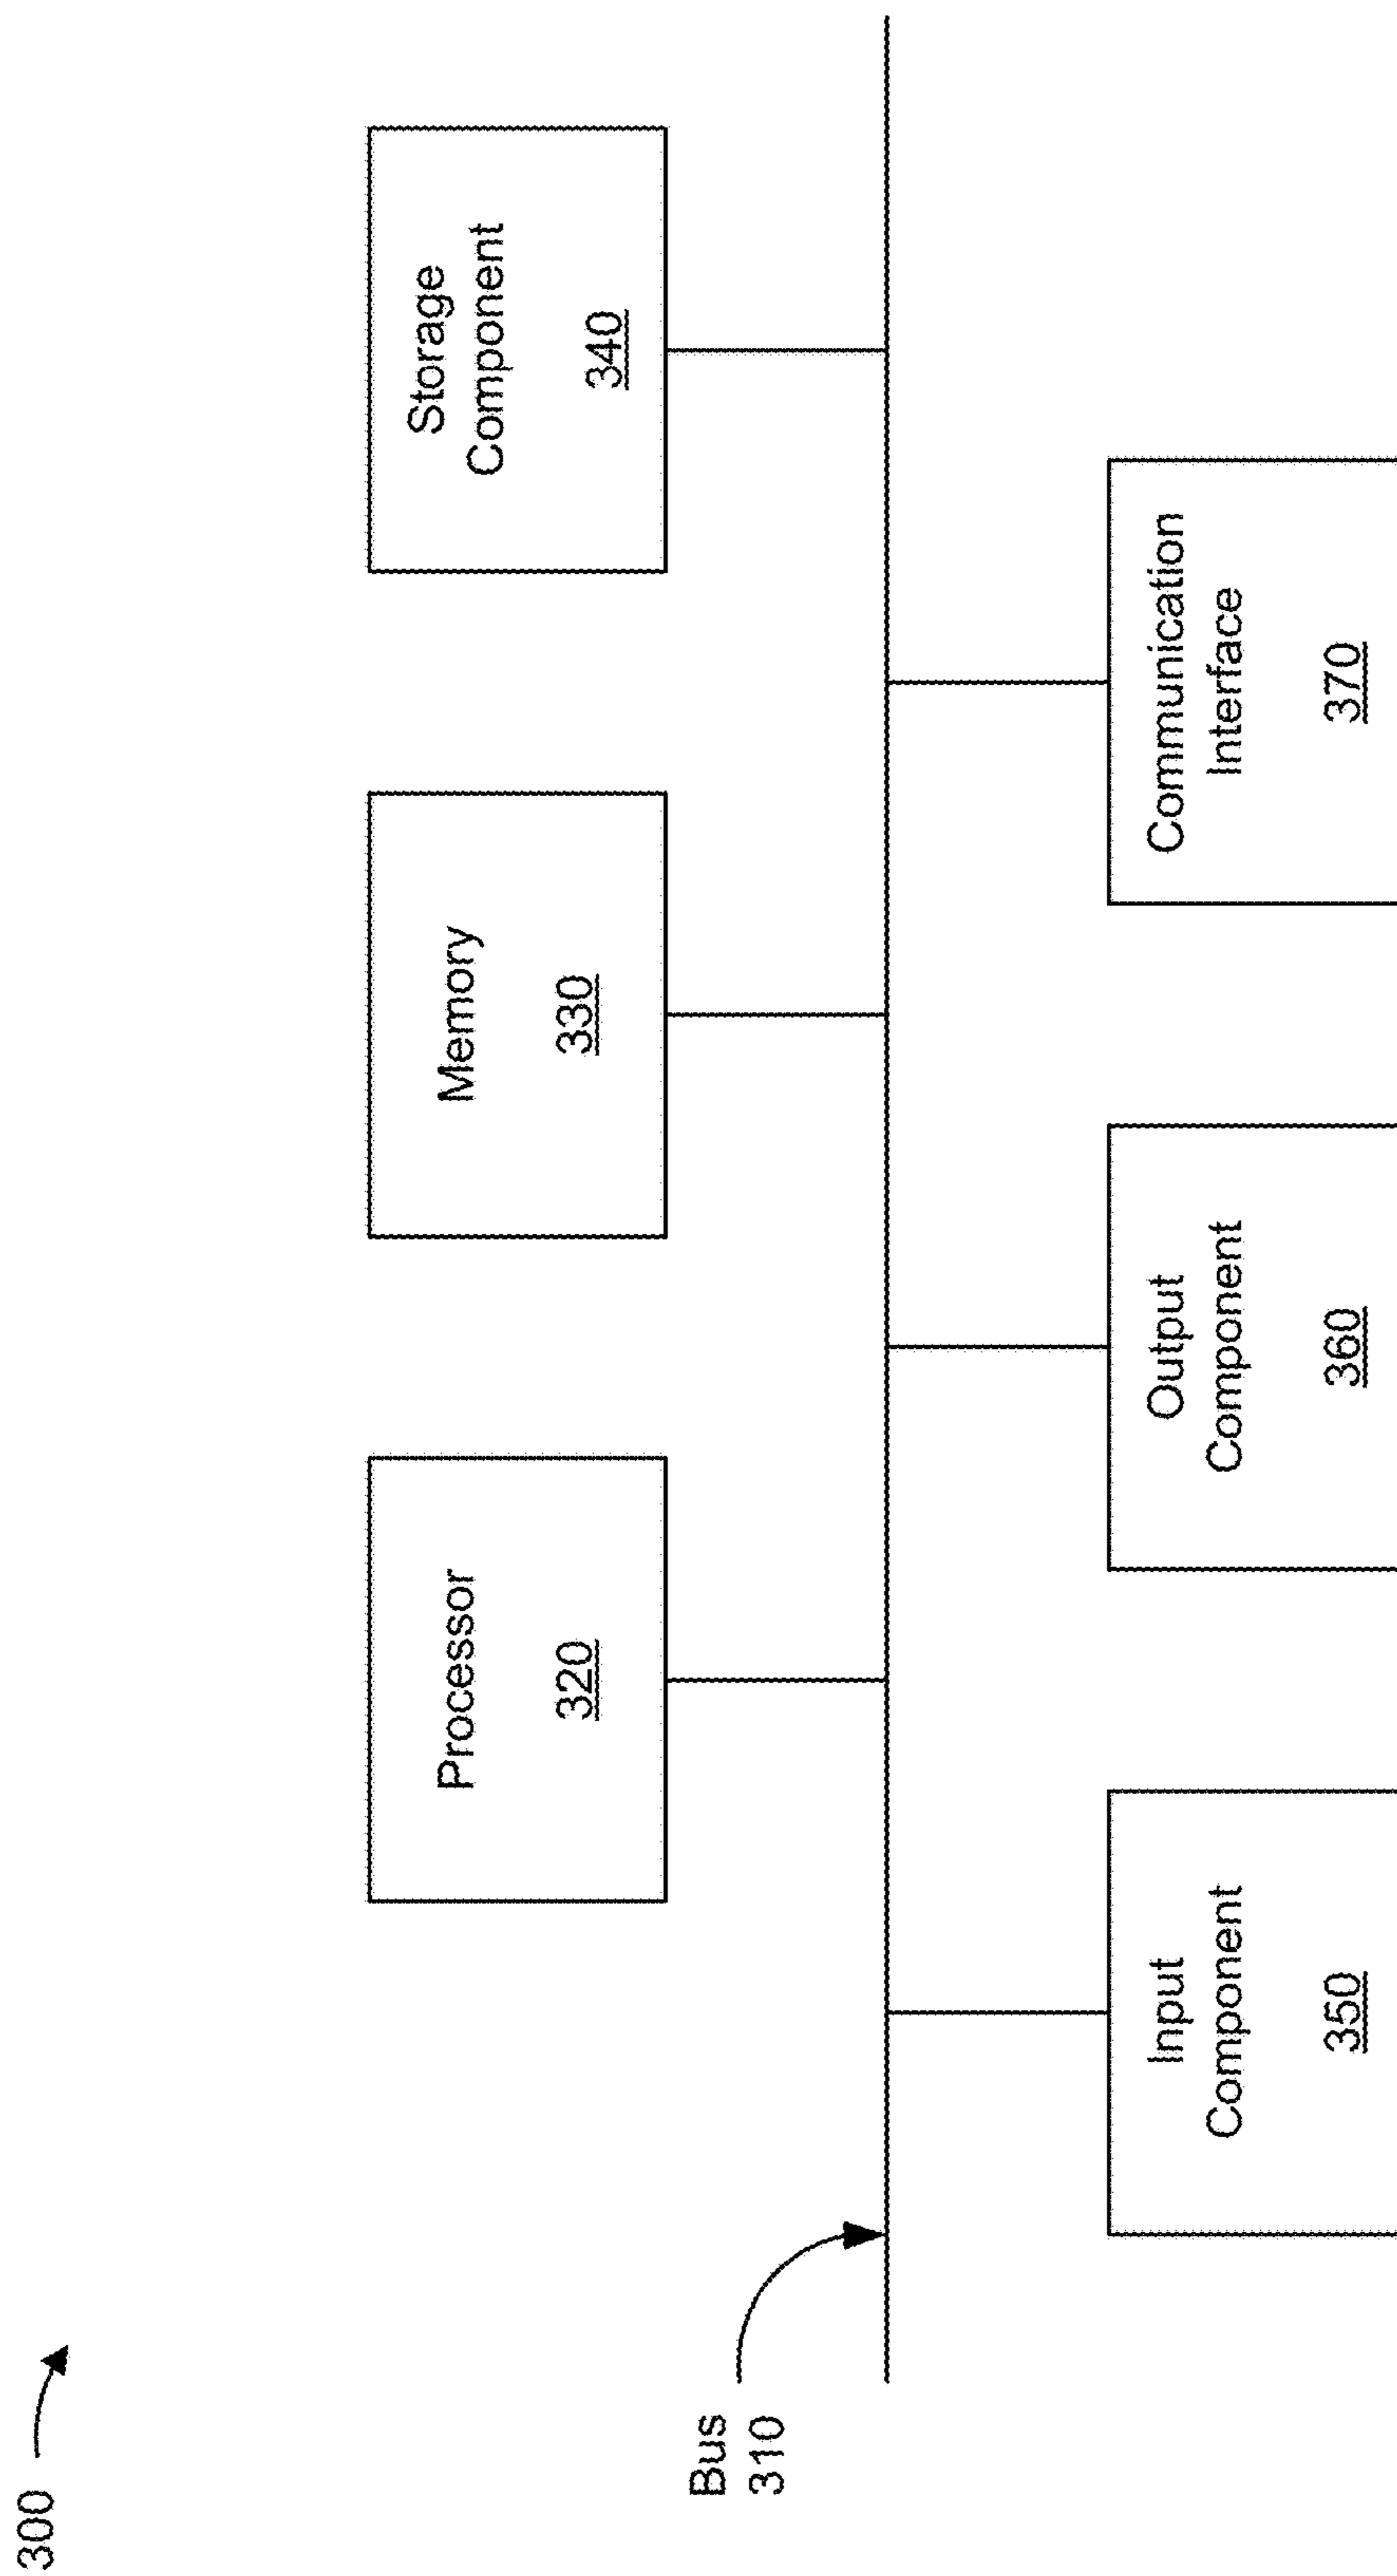 300
Processor
320
Memory
330
Storage
Component
340
Bus
310
Input
Component
350
Output
Component
360
Communication
Interface
370